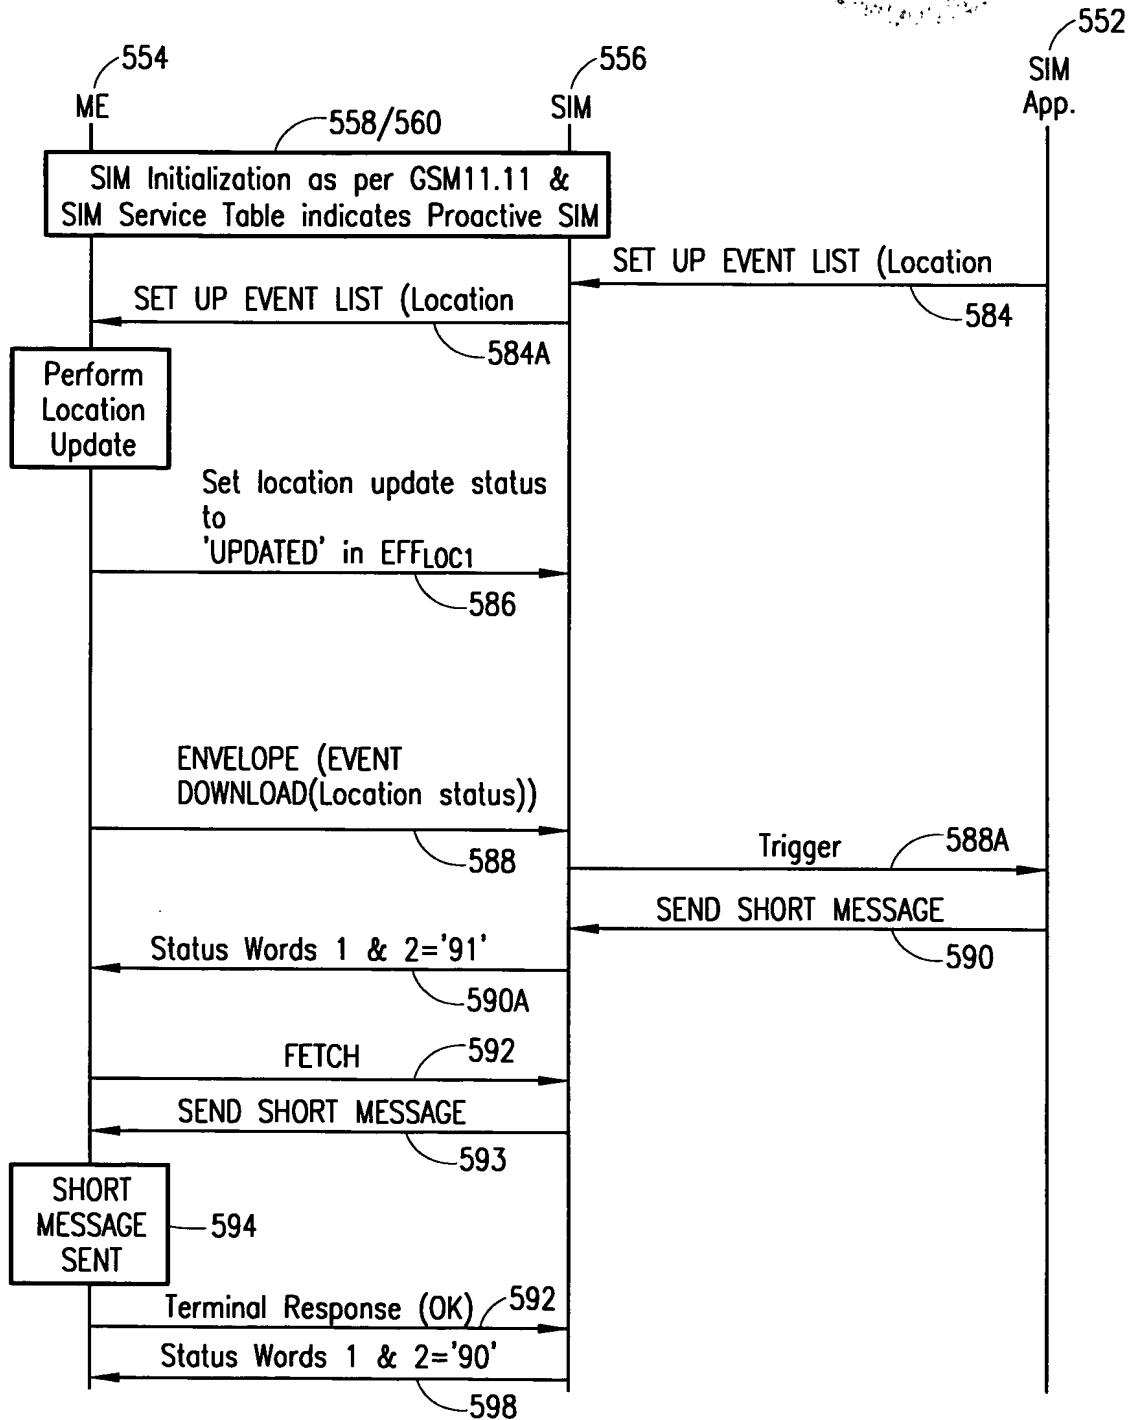 552
554
556
SIM
App.
ME
SIM
558/560
SIM Initialization as per GSM11.11 &
SIM Service Table indicates Proactive SIM
SET UP EVENT LIST (Location
584
SET UP EVENT LIST (Location
584A
Perform
Location
Update
Set location update status
to
'UPDATED' in EFFLOC1
586
ENVELOPE (EVENT
DOWNLOAD(Location status))
588
Trigger
588A
SEND SHORT MESSAGE
590
Status Words 1 & 2='91'
590A
FETCH
592
SEND SHORT MESSAGE
593
SHORT
MESSAGE
SENT
594
Terminal Response (OK)
592
Status Words 1 & 2='90'
598